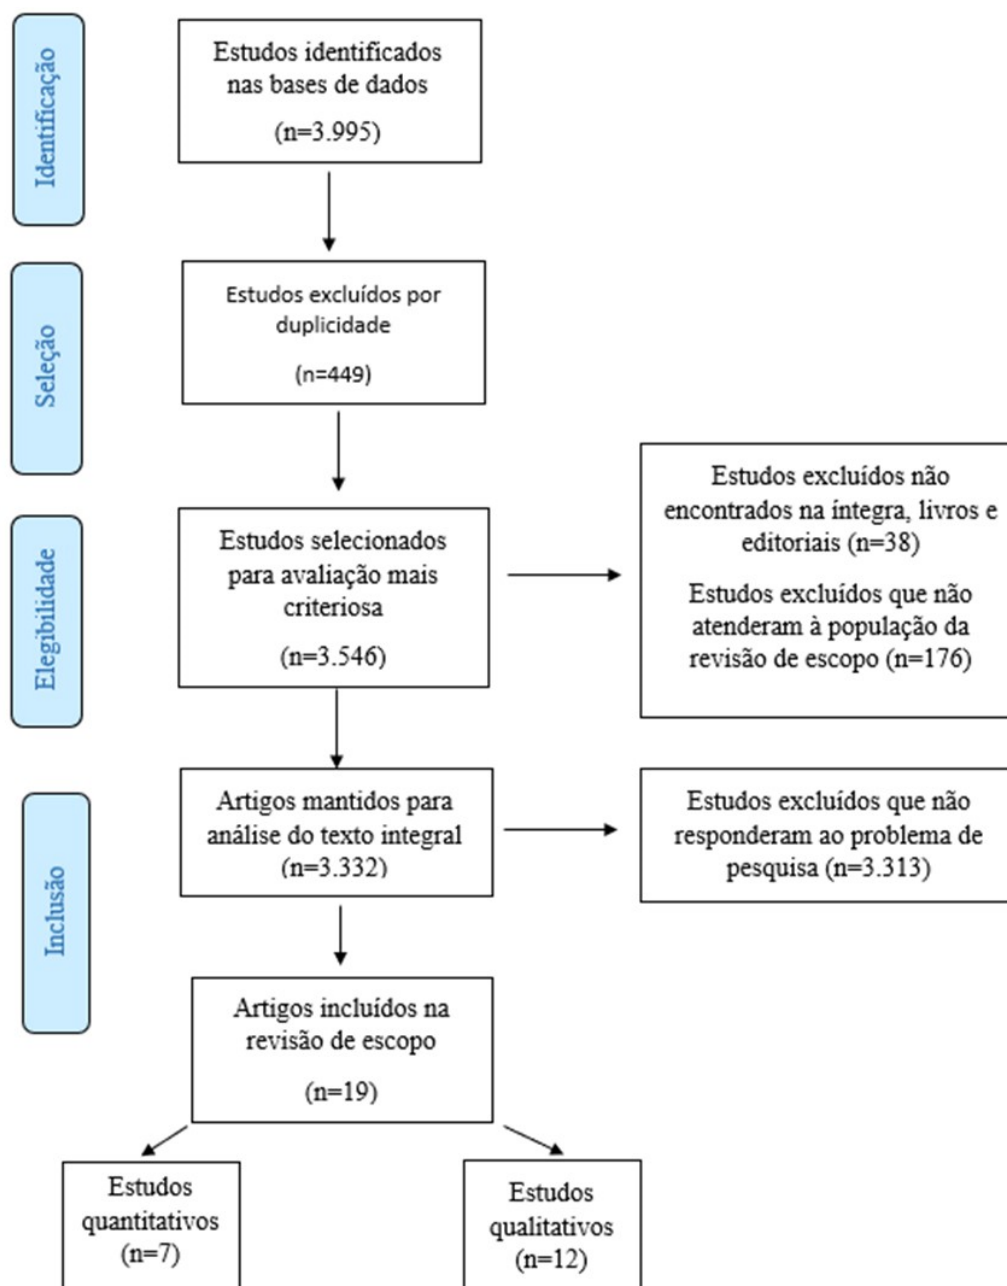 Identificação
Estudos identificados
nas bases de dados
(n=3.995)
Seleção
Estudos excluídos por
duplicidade
(n=449)
Elegibilidade
Estudos selecionados
para avaliação mais
criteriosa
(n=3.546)
Estudos excluídos não
encontrados na íntegra, livros e
editoriais (n=38)
Estudos excluídos que não
atenderam à população da
revisão de escopo (n=176)
Inclusão
Artigos mantidos para
análise do texto integral
(n=3.332)
Estudos excluídos que não
responderam ao problema de
pesquisa (n=3.313)
Artigos incluídos na
revisão de escopo
(n=19)
Estudos
quantitativos
(n=7)
Estudos
qualitativos
(n=12)